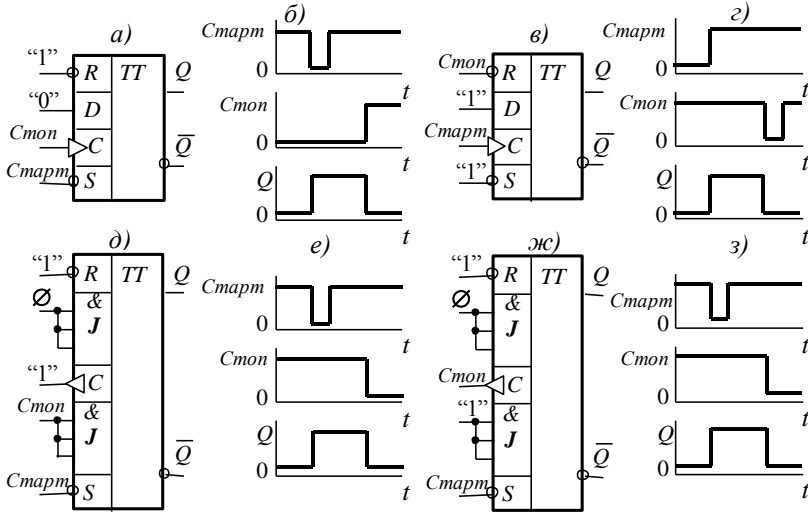 а)
“1”
R
TT
Q
“0”
D
Стоп
C
Q
Старт
S
б)
Старт
0
t
Стоп
0
t
Q
0
t
в)
Стоп
R
TT
Q
“1”
D
Старт
C
Q
“1”
S
г)
Старт
0
t
Стоп
0
t
Q
0
t
д)
“1”
R
TT
Q
Ø
&
J
“1”
C
Стоп
&
J
Q
Старт
S
е)
Старт
0
t
Стоп
0
t
Q
0
t
ж)
“1”
R
TT
Q
Ø
&
J
Стоп
C
“1”
&
J
Q
Старт
S
з)
Старт
0
t
Стоп
0
t
Q
0
t